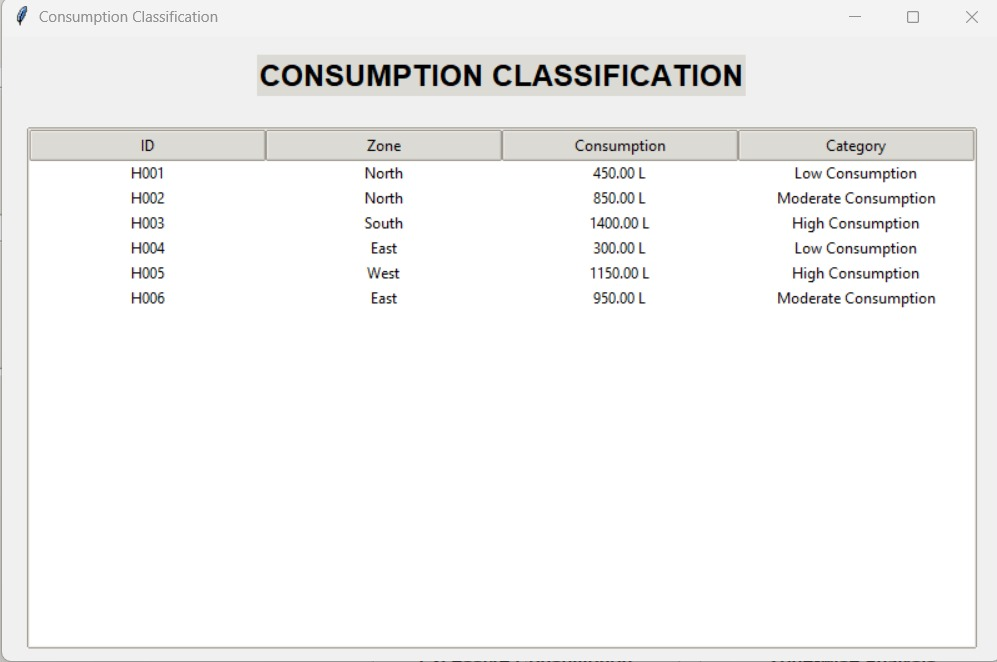 Consumption Classification
CONSUMPTION CLASSIFICATION
ID Zone Consumption Category
H001 North 450.00 L Low Consumption
H002 North 850.00 L Moderate Consumption
H003 South 1400.00 L High Consumption
H004 East 300.00 L Low Consumption
H005 West 1150.00 L High Consumption
H006 East 950.00 L Moderate Consumption